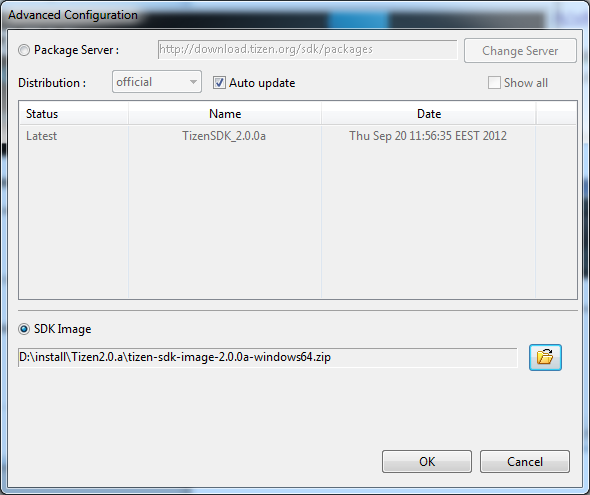 Advanced Configuration
Package Server : http://download.tizen.org/sdk/packages Change Server
Distribution : official Auto update Show all
Status Name Date
Latest TizenSDK_2.0.0a Thu Sep 20 11:56:35 EEST 2012
SDK Image
D:\install\Tizen2.0.a\tizen-sdk-image-2.0.0a-windows64.zip
OK Cancel